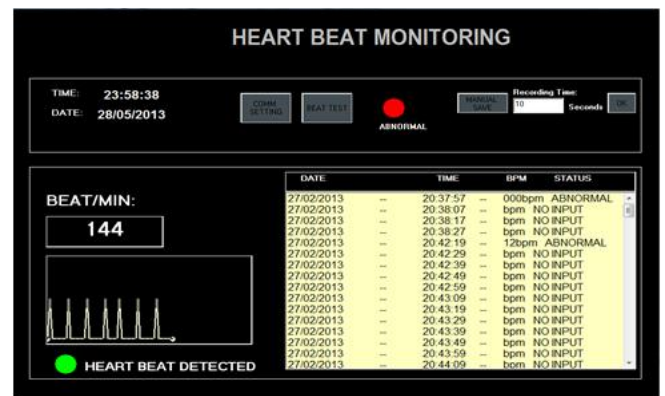 HEART BEAT MONITORING
TIME: 23:58:38
DATE: 28/05/2013
COMM SETTING
BEAT TEST
ABNORMAL
MANUAL SAVE
Recording Time:
10 Seconds
OK
BEAT/MIN:
144
HEART BEAT DETECTED
DATE TIME BPM STATUS
27/02/2013 -- 20:37:57 -- 000bpm ABNORMAL
27/02/2013 -- 20:38:07 -- bpm NO INPUT
27/02/2013 -- 20:38:17 -- bpm NO INPUT
27/02/2013 -- 20:38:27 -- bpm NO INPUT
27/02/2013 -- 20:42:19 -- 12bpm ABNORMAL
27/02/2013 -- 20:42:29 -- bpm NO INPUT
27/02/2013 -- 20:42:39 -- bpm NO INPUT
27/02/2013 -- 20:42:49 -- bpm NO INPUT
27/02/2013 -- 20:42:59 -- bpm NO INPUT
27/02/2013 -- 20:43:09 -- bpm NO INPUT
27/02/2013 -- 20:43:19 -- bpm NO INPUT
27/02/2013 -- 20:43:29 -- bpm NO INPUT
27/02/2013 -- 20:43:39 -- bpm NO INPUT
27/02/2013 -- 20:43:49 -- bpm NO INPUT
27/02/2013 -- 20:43:59 -- bpm NO INPUT
27/02/2013 -- 20:44:09 -- bpm NO INPUT